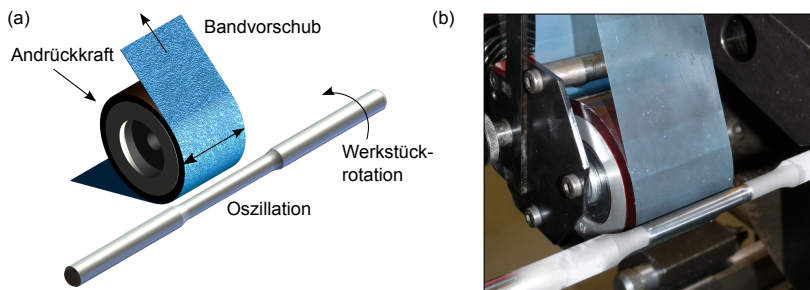 (a)
Bandvorschub
Andrückkraft
Werkstück-
rotation
Oszillation
(b)